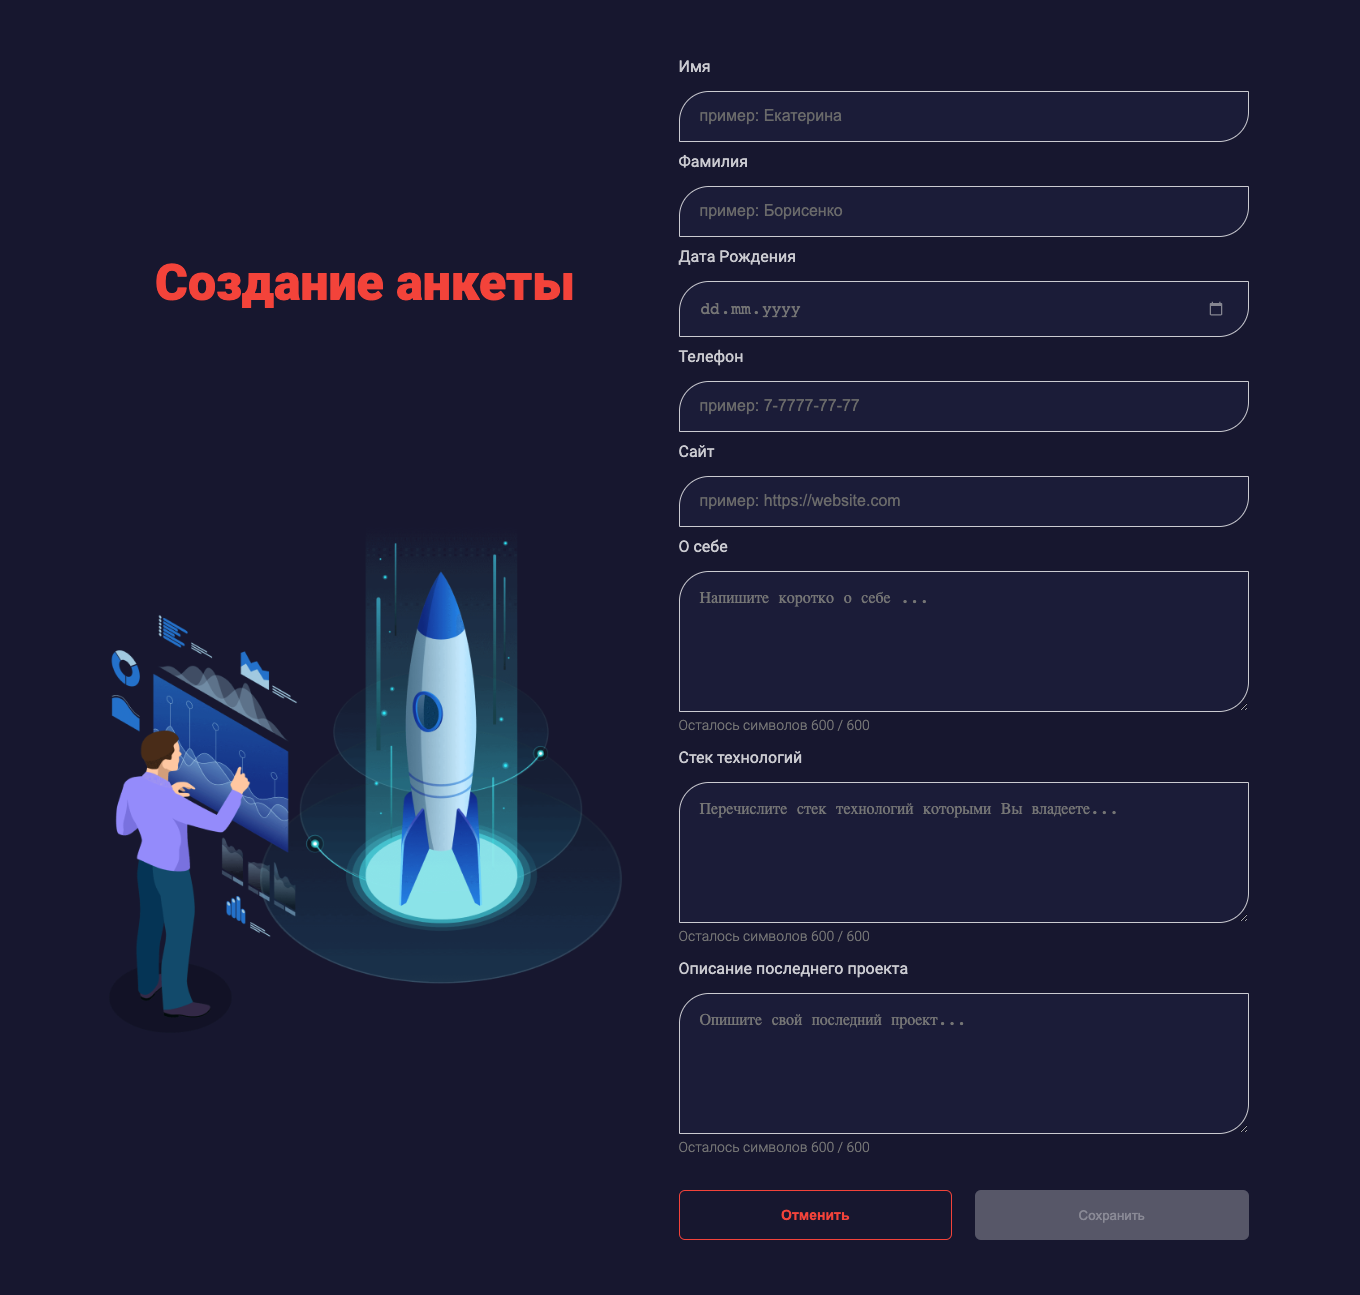 Создание анкеты
Имя
пример: Екатерина
Фамилия
пример: Борисенко
Дата Рождения
dd.mm.yyyy
Телефон
пример: 7-7777-77-77
Сайт
пример: https://website.com
О себе
Напишите коротко о себе ...
Осталось символов 600 / 600
Стек технологий
Перечислите стек технологий которыми Вы владеете...
Осталось символов 600 / 600
Описание последнего проекта
Опишите свой последний проект...
Осталось символов 600 / 600
Отменить
Сохранить